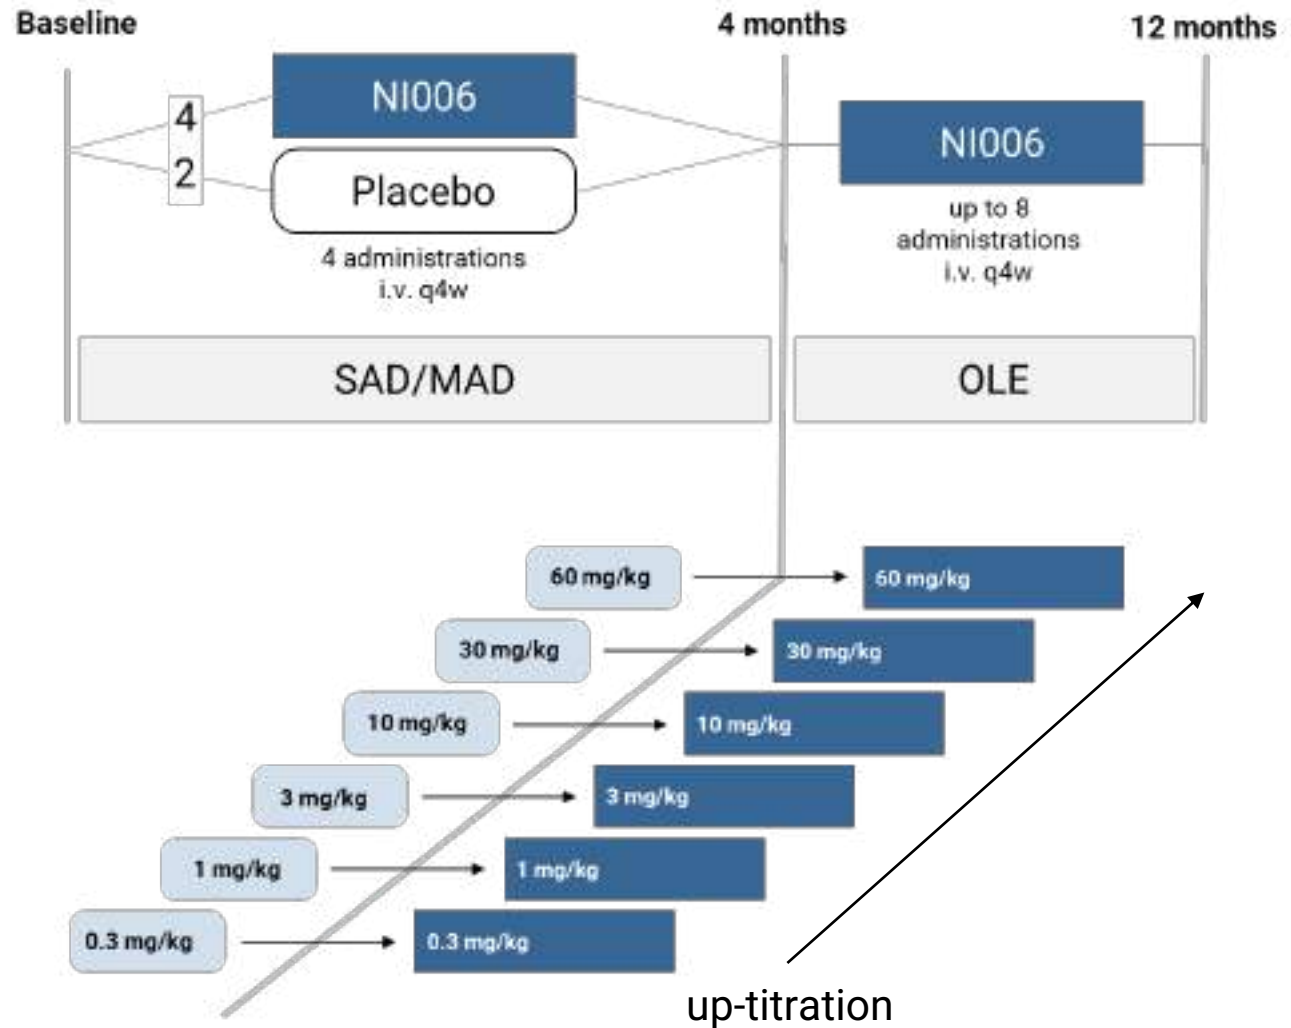 Baseline
4 months
12 months
4
NI006
2
Placebo
4 administrations
i.v. q4w
NI006
up to 8
administrations
i.v. q4w
SAD/MAD
OLE
60 mg/kg
60 mg/kg
30 mg/kg
30 mg/kg
10 mg/kg
10 mg/kg
3 mg/kg
3 mg/kg
1 mg/kg
1 mg/kg
0.3 mg/kg
0.3 mg/kg
up-titration